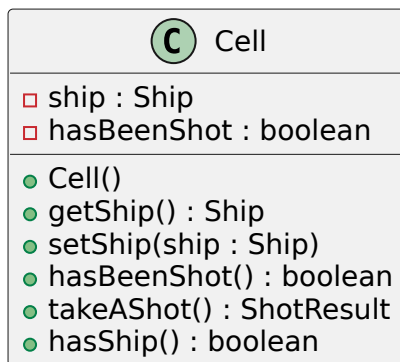 C Cell
ship : Ship
hasBeenShot : boolean
Cell()
getShip() : Ship
setShip(ship : Ship)
hasBeenShot() : boolean
takeAShot() : ShotResult
hasShip() : boolean